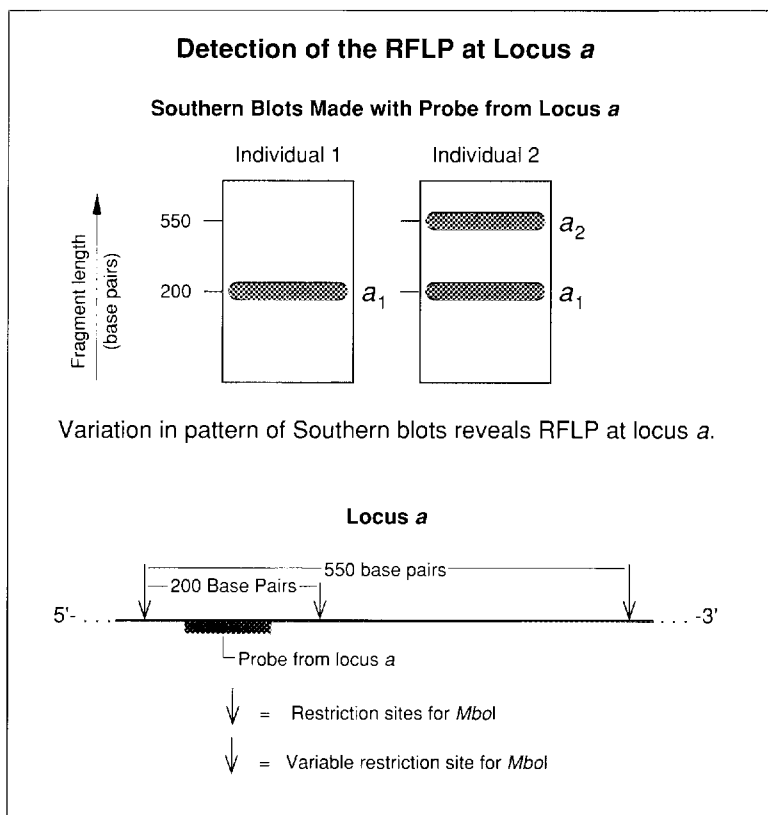 Detection of the RFLP at Locus a
Southern Blots Made with Probe from Locus a
Individual 1
Individual 2
Fragment length
(base pairs)
550
200
a1
a2
a1
Variation in pattern of Southern blots reveals RFLP at locus a.
Locus a
550 base pairs
200 Base Pairs
5'- . . . . . . . . -3'
Probe from locus a
= Restriction sites for MboI
= Variable restriction site for MboI